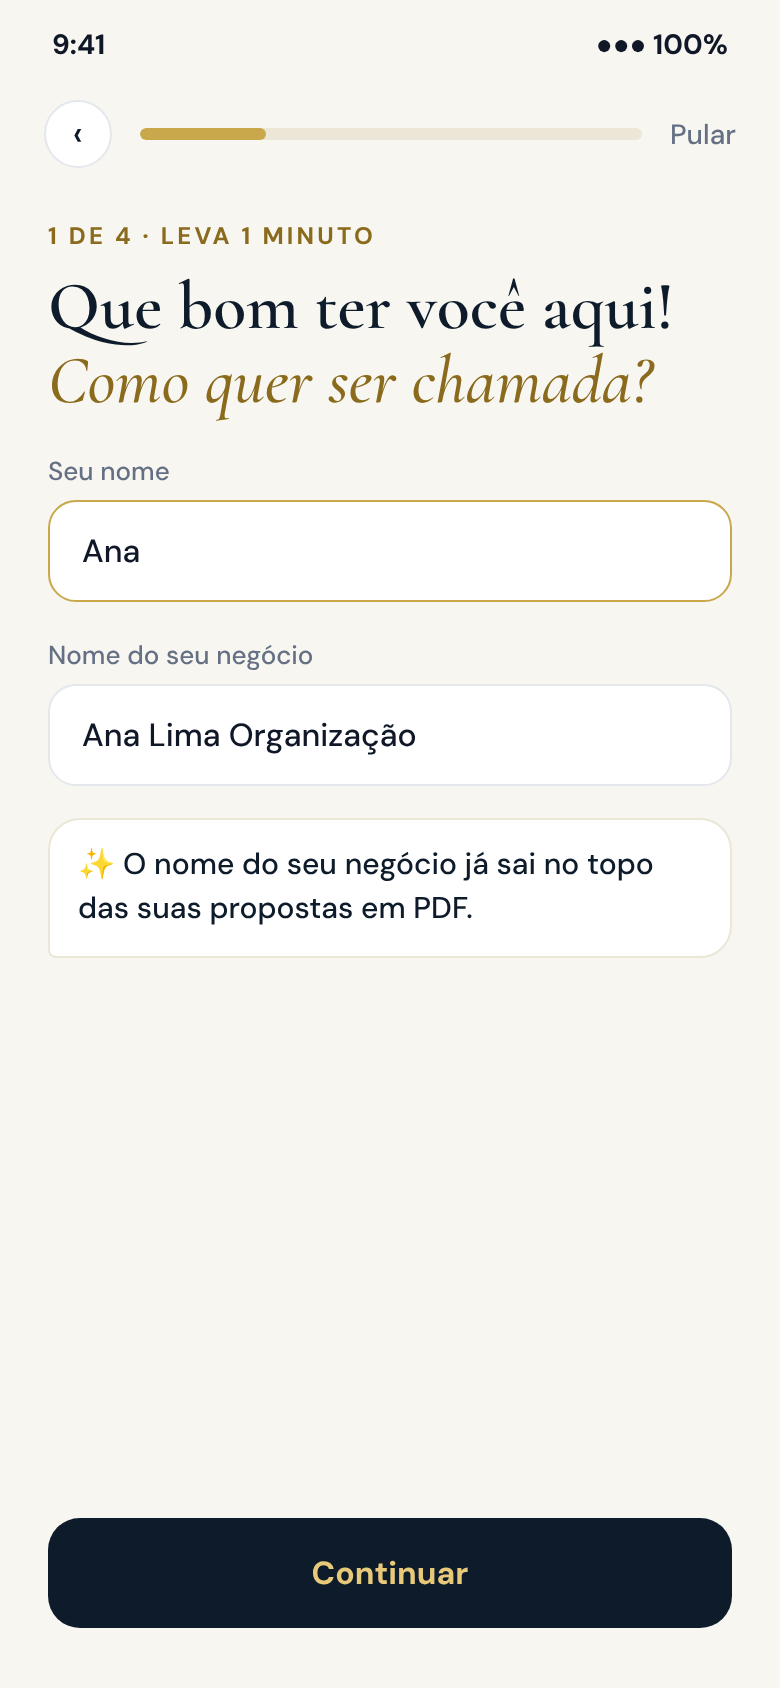 9:41
●●● 100%
‹
Pular
1 DE 4 · LEVA 1 MINUTO
Que bom ter você aqui!
Como quer ser chamada?
Seu nome
Ana
Nome do seu negócio
Ana Lima Organização
✨ O nome do seu negócio já sai no topo
das suas propostas em PDF.
Continuar